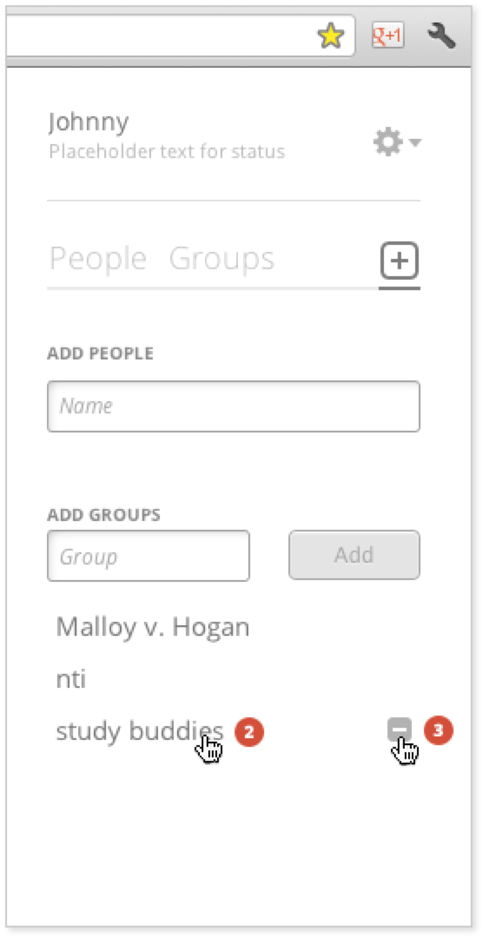 g+1
Johnny
Placeholder text for status
People Groups
ADD PEOPLE
Name
ADD GROUPS
Group Add
Malloy v. Hogan
nti
study buddies 2 3